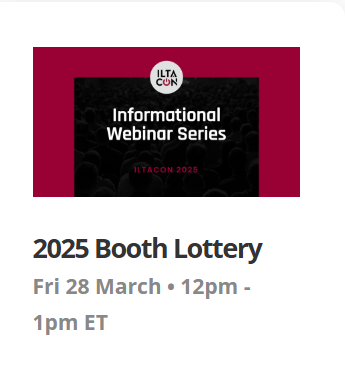 ILTA
CON
Informational
Webinar Series
ILTACON 2025
2025 Booth Lottery
Fri 28 March • 12pm -
1pm ET